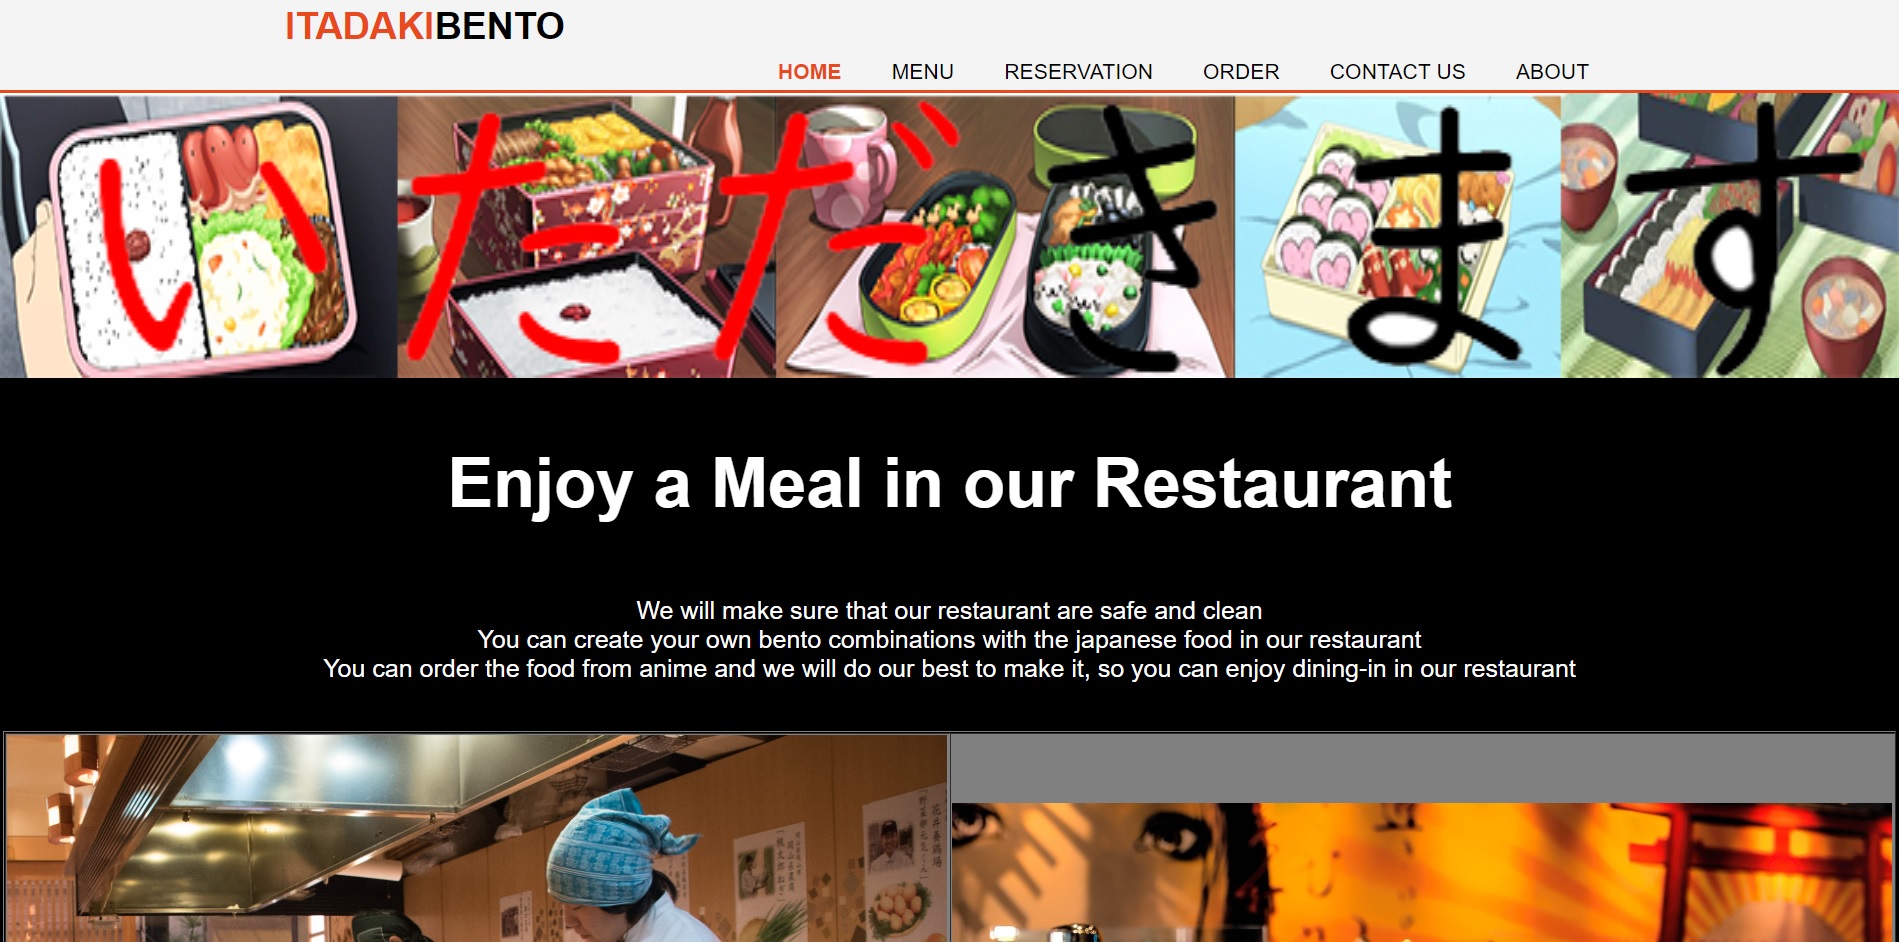 ITADAKIBENTO
HOME MENU RESERVATION ORDER CONTACT US ABOUT
いただきます
Enjoy a Meal in our Restaurant
We will make sure that our restaurant are safe and clean
You can create your own bento combinations with the japanese food in our restaurant
You can order the food from anime and we will do our best to make it, so you can enjoy dining-in in our restaurant